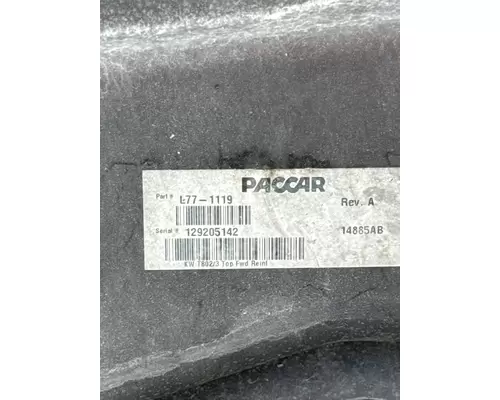 PACCAR
Part # L77-1119 Rev. A
Serial # 129205142 14885AB
KW T802/3 Top Fwd Reinf